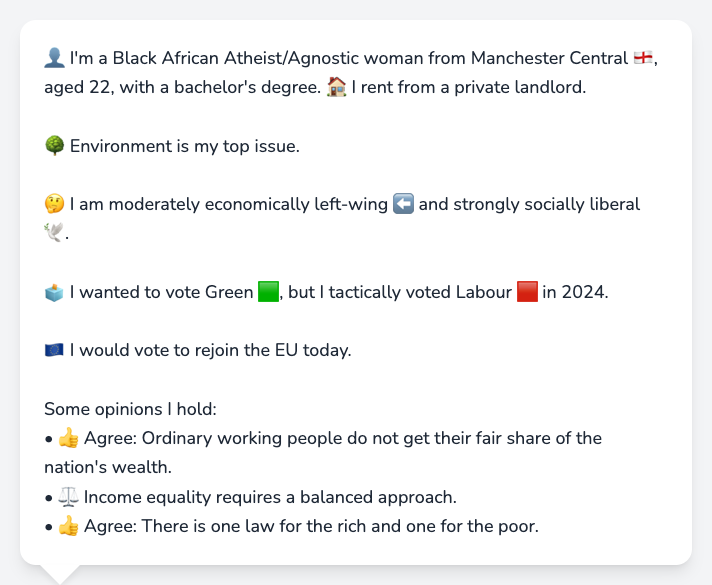 👤 I'm a Black African Atheist/Agnostic woman from Manchester Central 🏴󠁧󠁢󠁥󠁮󠁧󠁿,
aged 22, with a bachelor's degree. 🏠 I rent from a private landlord.
🌳 Environment is my top issue.
🤔 I am moderately economically left-wing ⬅️ and strongly socially liberal
🕊️.
🗳️ I wanted to vote Green 🟩, but I tactically voted Labour 🟥 in 2024.
🇪🇺 I would vote to rejoin the EU today.
Some opinions I hold:
• 👍 Agree: Ordinary working people do not get their fair share of the
nation's wealth.
• ⚖️ Income equality requires a balanced approach.
• 👍 Agree: There is one law for the rich and one for the poor.